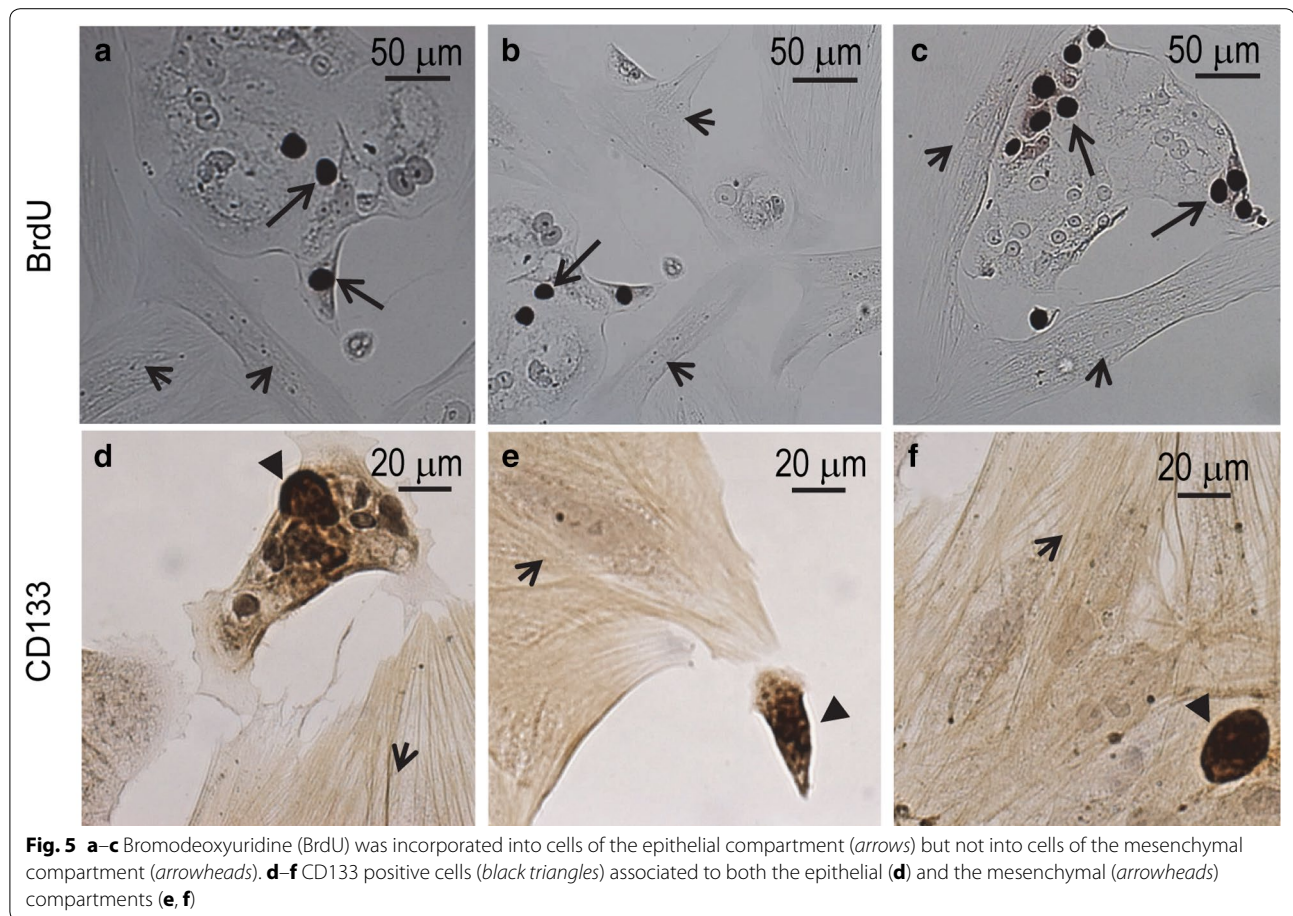 BrdU
a
50 μm
b
50 μm
c
50 μm
CD133
d
20 μm
e
20 μm
f
20 μm
Fig. 5 a–c Bromodeoxyuridine (BrdU) was incorporated into cells of the epithelial compartment (arrows) but not into cells of the mesenchymal
compartment (arrowheads). d–f CD133 positive cells (black triangles) associated to both the epithelial (d) and the mesenchymal (arrowheads)
compartments (e, f)